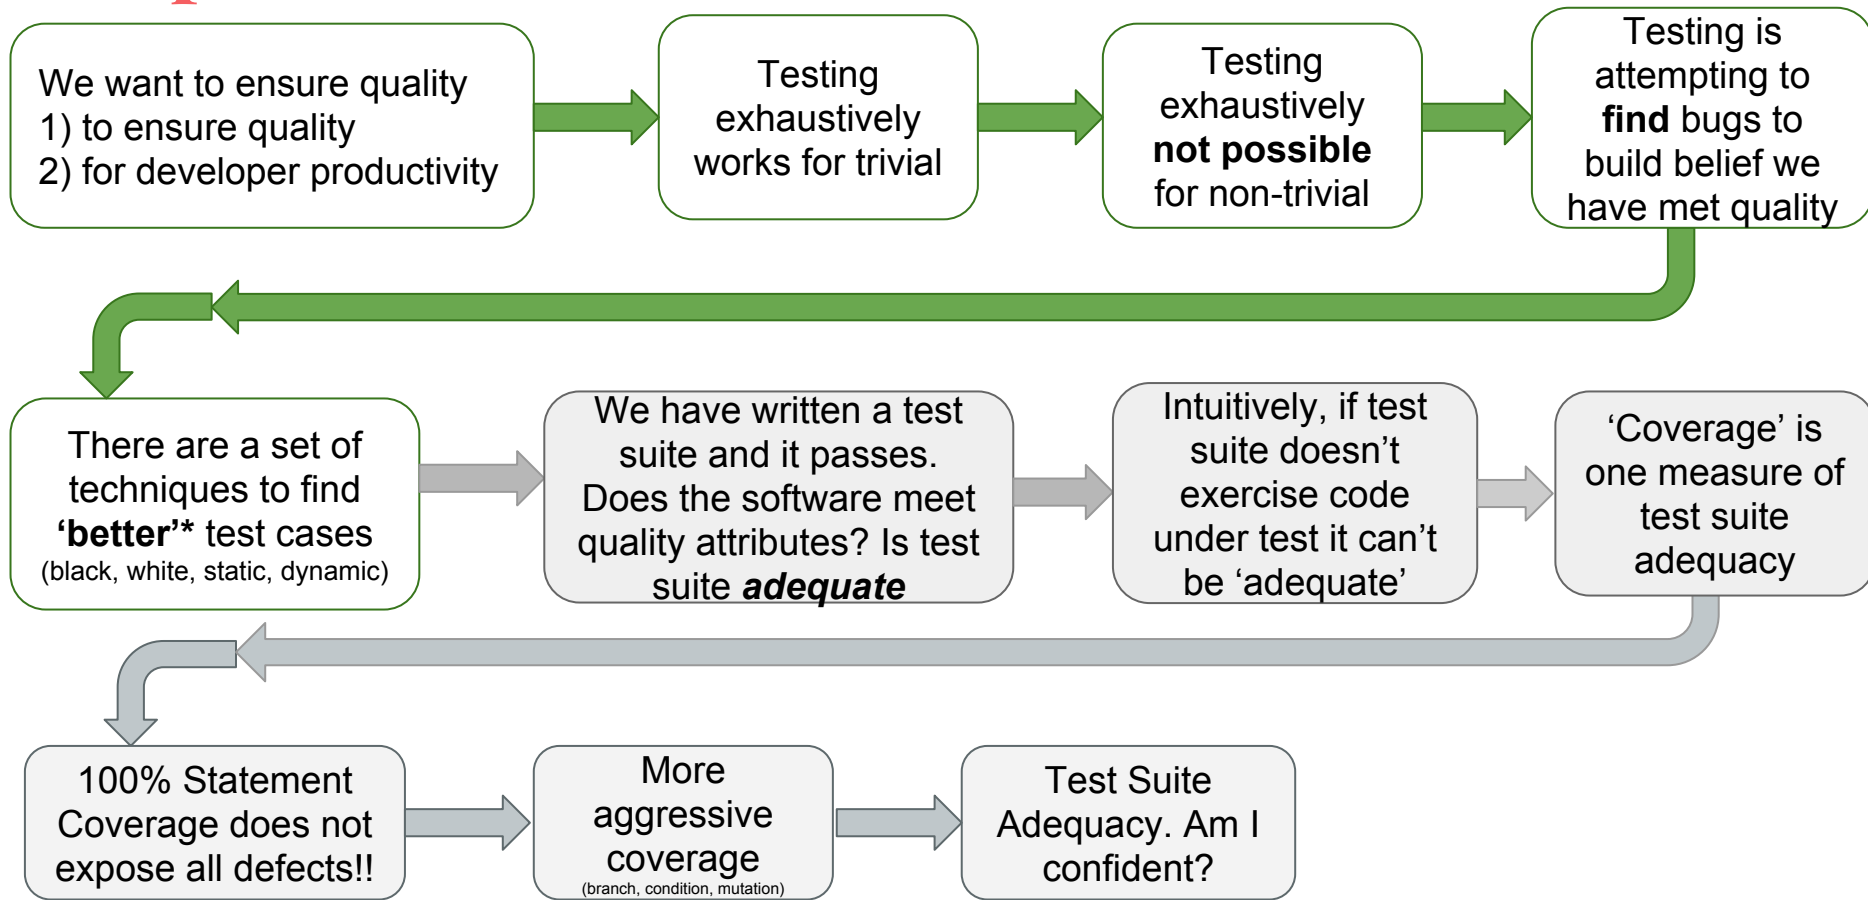 We want to ensure quality
1) to ensure quality
2) for developer productivity
Testing
exhaustively
works for trivial
Testing
exhaustively
not possible
for non-trivial
Testing is
attempting to
find bugs to
build belief we
have met quality
There are a set of
techniques to find
‘better’* test cases
(black, white, static, dynamic)
We have written a test
suite and it passes.
Does the software meet
quality attributes? Is test
suite adequate
Intuitively, if test
suite doesn’t
exercise code
under test it can’t
be ‘adequate’
‘Coverage’ is
one measure of
test suite
adequacy
100% Statement
Coverage does not
expose all defects!!
More
aggressive
coverage
(branch, condition, mutation)
Test Suite
Adequacy. Am I
confident?